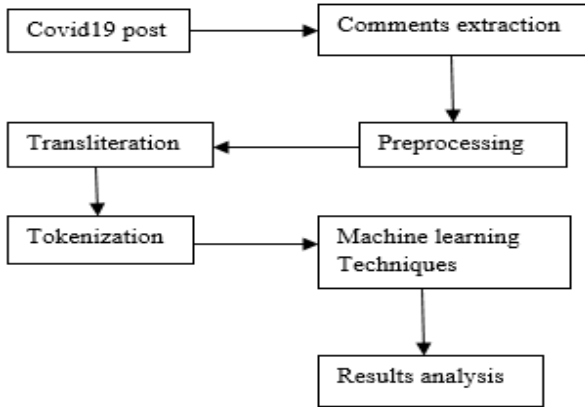 Covid19 post
Comments extraction
Transliteration
Preprocessing
Tokenization
Machine learning
Techniques
Results analysis